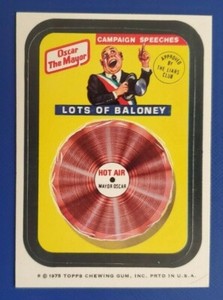 CAMPAIGN SPEECHES
Oscar
The Mayor
APPROVED
BY
THE LIARS
CLUB
LOTS OF BALONEY
HOT AIR
MAYOR OSCAR
© 1979 TOPPS CHEWING GUM, INC. PRTD IN U.S.A.